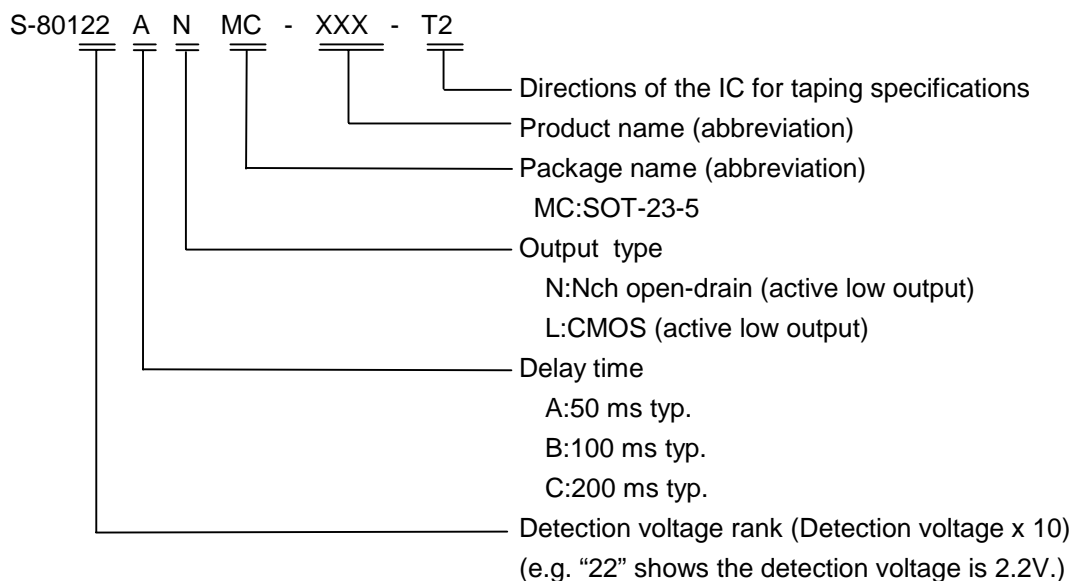 S-80122 A N MC - XXX - T2
Directions of the IC for taping specifications
Product name (abbreviation)
Package name (abbreviation)
MC:SOT-23-5
Output type
N:Nch open-drain (active low output)
L:CMOS (active low output)
Delay time
A:50 ms typ.
B:100 ms typ.
C:200 ms typ.
Detection voltage rank (Detection voltage x 10)
(e.g. “22” shows the detection voltage is 2.2V.)